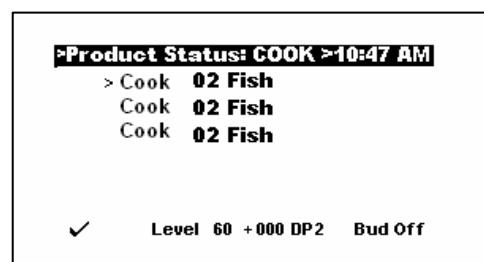 >Product Status: COOK >10:47 AM
> Cook 02 Fish
Cook 02 Fish
Cook 02 Fish
✓ Level 60 +000 DP2 Bud Off